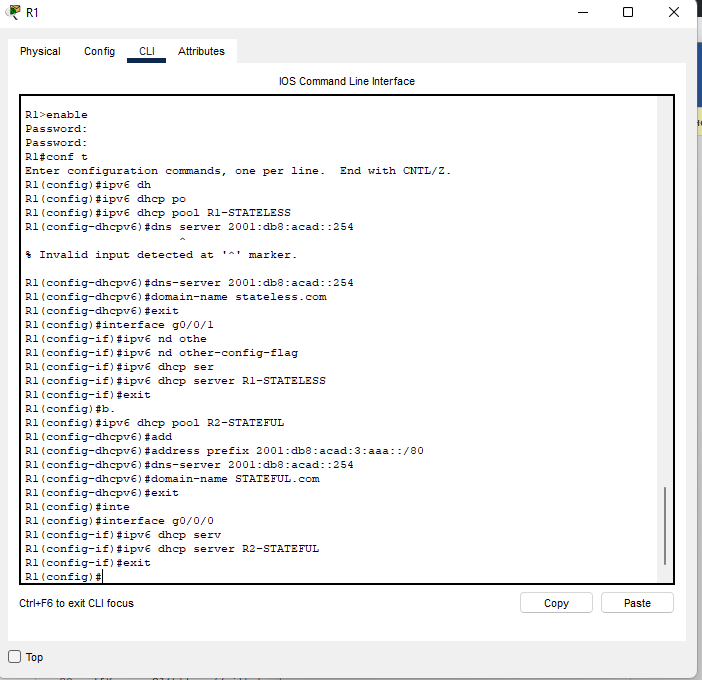 R1
Physical Config CLI Attributes
IOS Command Line Interface
R1>enable
Password:
Password:
R1#conf t
Enter configuration commands, one per line.  End with CNTL/Z.
R1(config)#ipv6 dh
R1(config)#ipv6 dhcp po
R1(config)#ipv6 dhcp pool R1-STATELESS
R1(config-dhcpv6)#dns server 2001:db8:acad::254
^
% Invalid input detected at '^' marker.
R1(config-dhcpv6)#dns-server 2001:db8:acad::254
R1(config-dhcpv6)#domain-name stateless.com
R1(config-dhcpv6)#exit
R1(config)#interface g0/0/1
R1(config-if)#ipv6 nd othe
R1(config-if)#ipv6 nd other-config-flag
R1(config-if)#ipv6 dhcp ser
R1(config-if)#ipv6 dhcp server R1-STATELESS
R1(config-if)#exit
R1(config)#b.
R1(config)#ipv6 dhcp pool R2-STATEFUL
R1(config-dhcpv6)#add
R1(config-dhcpv6)#address prefix 2001:db8:acad:3:aaa::/80
R1(config-dhcpv6)#dns-server 2001:db8:acad::254
R1(config-dhcpv6)#domain-name STATEFUL.com
R1(config-dhcpv6)#exit
R1(config)#inte
R1(config)#interface g0/0/0
R1(config-if)#ipv6 dhcp serv
R1(config-if)#ipv6 dhcp server R2-STATEFUL
R1(config-if)#exit
R1(config)#
Ctrl+F6 to exit CLI focus
Copy Paste
Top